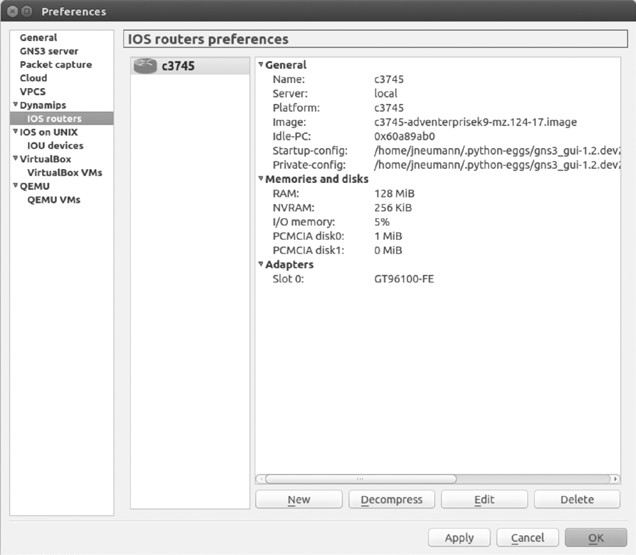 Preferences
General
GNS3 server
Packet capture
Cloud
VPCS
Dynamips
IOS routers
IOS on UNIX
IOU devices
VirtualBox
VirtualBox VMs
QEMU
QEMU VMs
IOS routers preferences
c3745
General
Name: c3745
Server: local
Platform: c3745
Image: c3745-adventerprisek9-mz.124-17.image
Idle-PC: 0x60a89ab0
Startup-config: /home/jneumann/.python-eggs/gns3_gui-1.2.dev2
Private-config: /home/jneumann/.python-eggs/gns3_gui-1.2.dev2
Memories and disks
RAM: 128 MiB
NVRAM: 256 KiB
I/O memory: 5%
PCMCIA disk0: 1 MiB
PCMCIA disk1: 0 MiB
Adapters
Slot 0: GT96100-FE
New Decompress Edit Delete
Apply Cancel OK